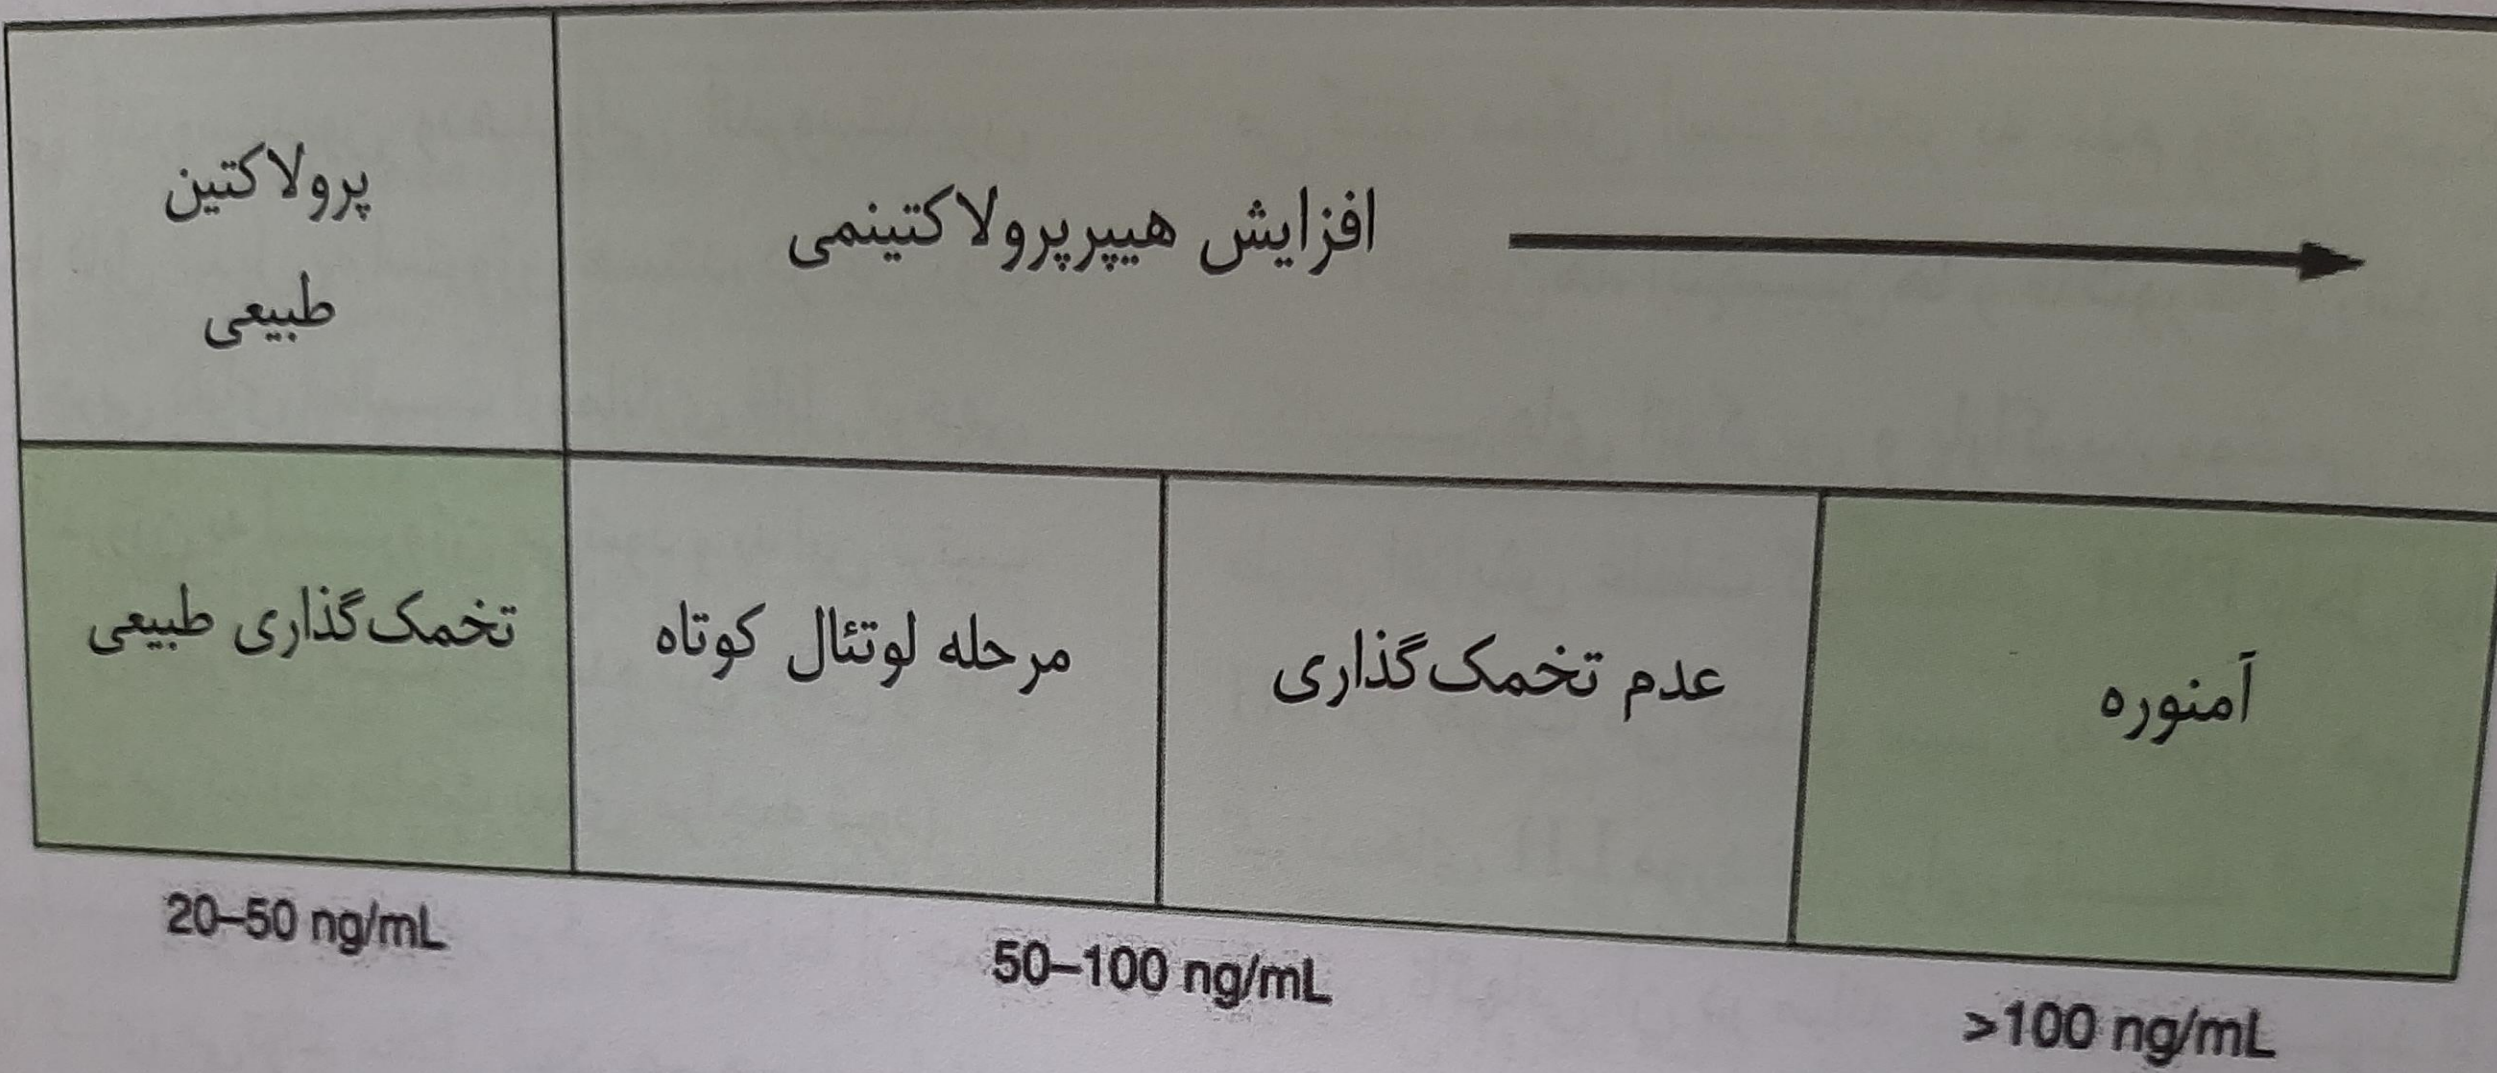 پرولاکتین
طبیعی
افزایش هیپرپرولاکتینمی
تخمک‌گذاری طبیعی
مرحله لوتئال کوتاه
عدم تخمک‌گذاری
آمنوره
20–50 ng/mL
50–100 ng/mL
>100 ng/mL